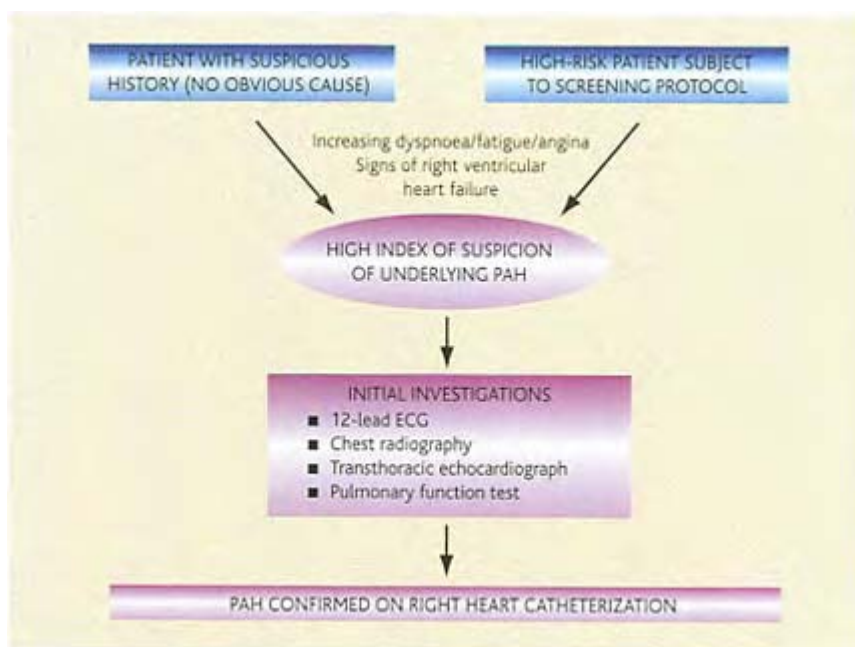 PATIENT WITH SUSPICIOUS
HISTORY (NO OBVIOUS CAUSE)
HIGH-RISK PATIENT SUBJECT
TO SCREENING PROTOCOL
Increasing dyspnoea/fatigue/angina
Signs of right ventricular
heart failure
HIGH INDEX OF SUSPICION
OF UNDERLYING PAH
INITIAL INVESTIGATIONS
■ 12-lead ECG
■ Chest radiography
■ Transthoracic echocardiograph
■ Pulmonary function test
PAH CONFIRMED ON RIGHT HEART CATHETERIZATION